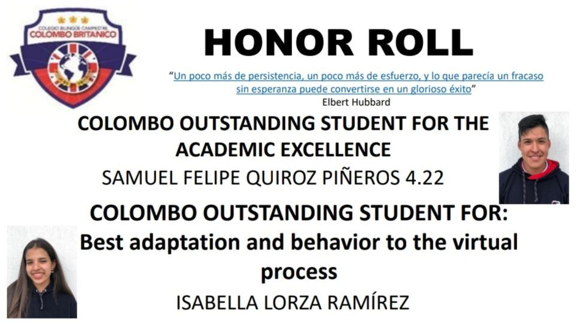 COLEGIO BILINGÜE CAMPESTRE
COLOMBO BRITANICO
HONOR ROLL
“Un poco más de persistencia, un poco más de esfuerzo, y lo que parecía un fracaso
sin esperanza puede convertirse en un glorioso éxito”
Elbert Hubbard
COLOMBO OUTSTANDING STUDENT FOR THE
ACADEMIC EXCELLENCE
SAMUEL FELIPE QUIROZ PIÑEROS 4.22
COLOMBO OUTSTANDING STUDENT FOR:
Best adaptation and behavior to the virtual
process
ISABELLA LORZA RAMÍREZ